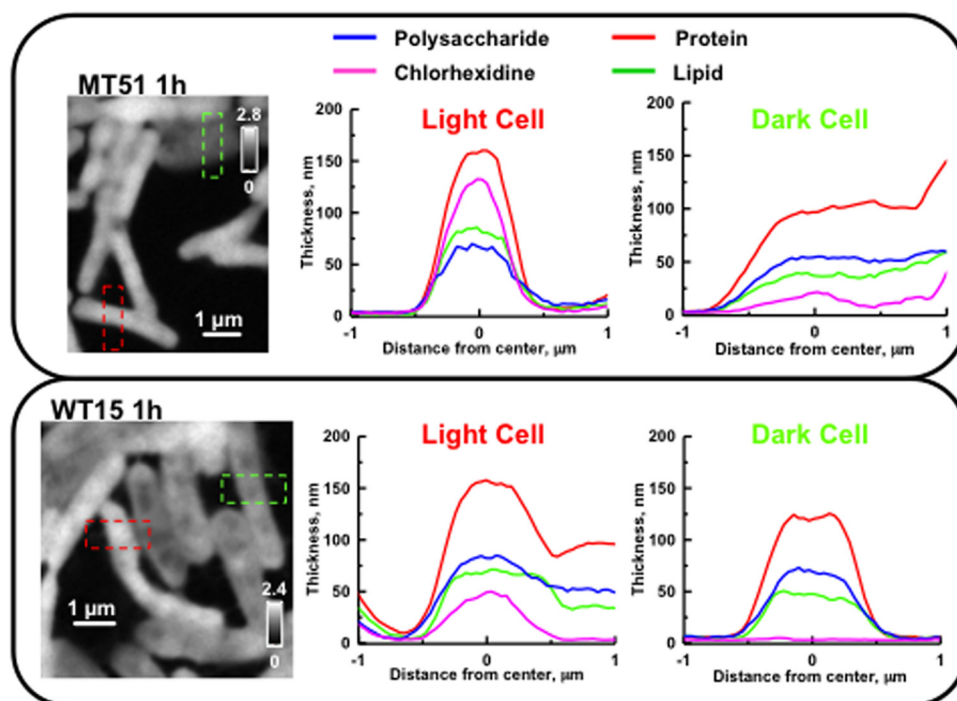 Polysaccharide
Protein
Chlorhexidine
Lipid
MT51 1h
2.8
0
1 µm
Light Cell
Thickness, nm
200
150
100
50
0
-1
0
1
Distance from center, µm
Dark Cell
Thickness, nm
200
150
100
50
0
-1
0
1
Distance from center, µm
WT15 1h
2.4
0
1 µm
Light Cell
Thickness, nm
200
150
100
50
0
-1
0
1
Distance from center, µm
Dark Cell
Thickness, nm
200
150
100
50
0
-1
0
1
Distance from center, µm